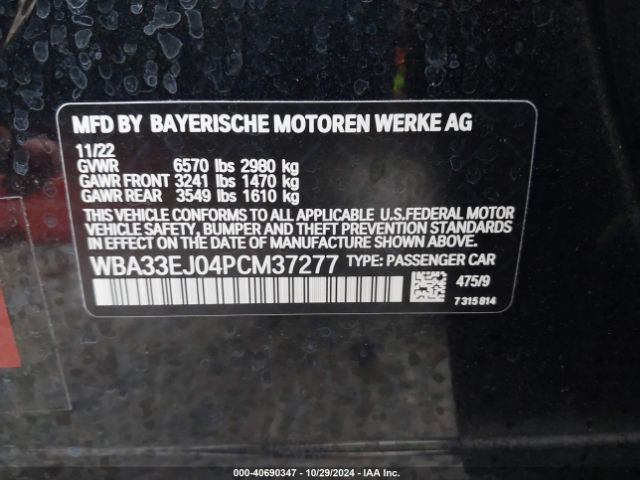 MFD BY BAYERISCHE MOTOREN WERKE AG
11/22
GVWR 6570 lbs 2980 kg
GAWR FRONT 3241 lbs 1470 kg
GAWR REAR 3549 lbs 1610 kg
THIS VEHICLE CONFORMS TO ALL APPLICABLE U.S.FEDERAL MOTOR
VEHICLE SAFETY, BUMPER AND THEFT PREVENTION STANDARDS
IN EFFECT ON THE DATE OF MANUFACTURE SHOWN ABOVE.
WBA33EJ04PCM37277 TYPE: PASSENGER CAR
475/9
7315814
000-40690347 - 10/29/2024 - IAA Inc.